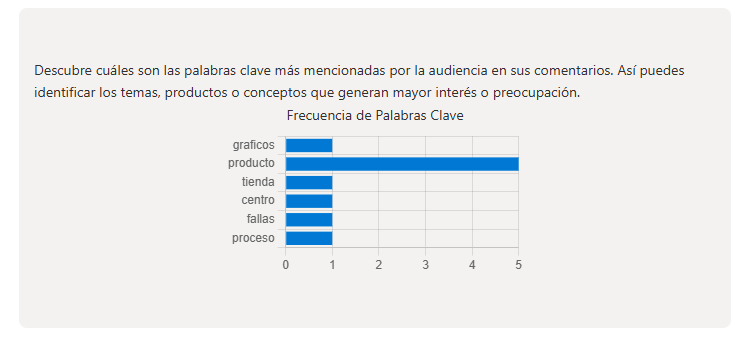 Descubre cuáles son las palabras clave más mencionadas por la audiencia en sus comentarios. Así puedes
identificar los temas, productos o conceptos que generan mayor interés o preocupación.
Frecuencia de Palabras Clave
graficos
producto
tienda
centro
fallas
proceso
0 1 2 3 4 5